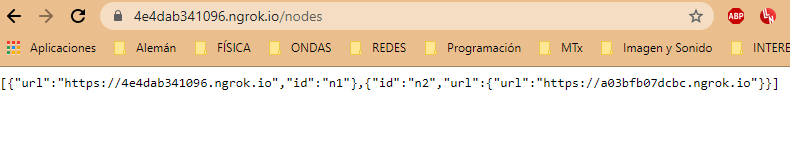 4e4dab341096.ngrok.io/nodes
ABP
Aplicaciones Alemán FÍSICA ONDAS REDES Programación MTx Imagen y Sonido INTERE
[{"url":"https://4e4dab341096.ngrok.io","id":"n1"},{"id":"n2","url":{"url":"https://a03bfb07dcbc.ngrok.io"}}]